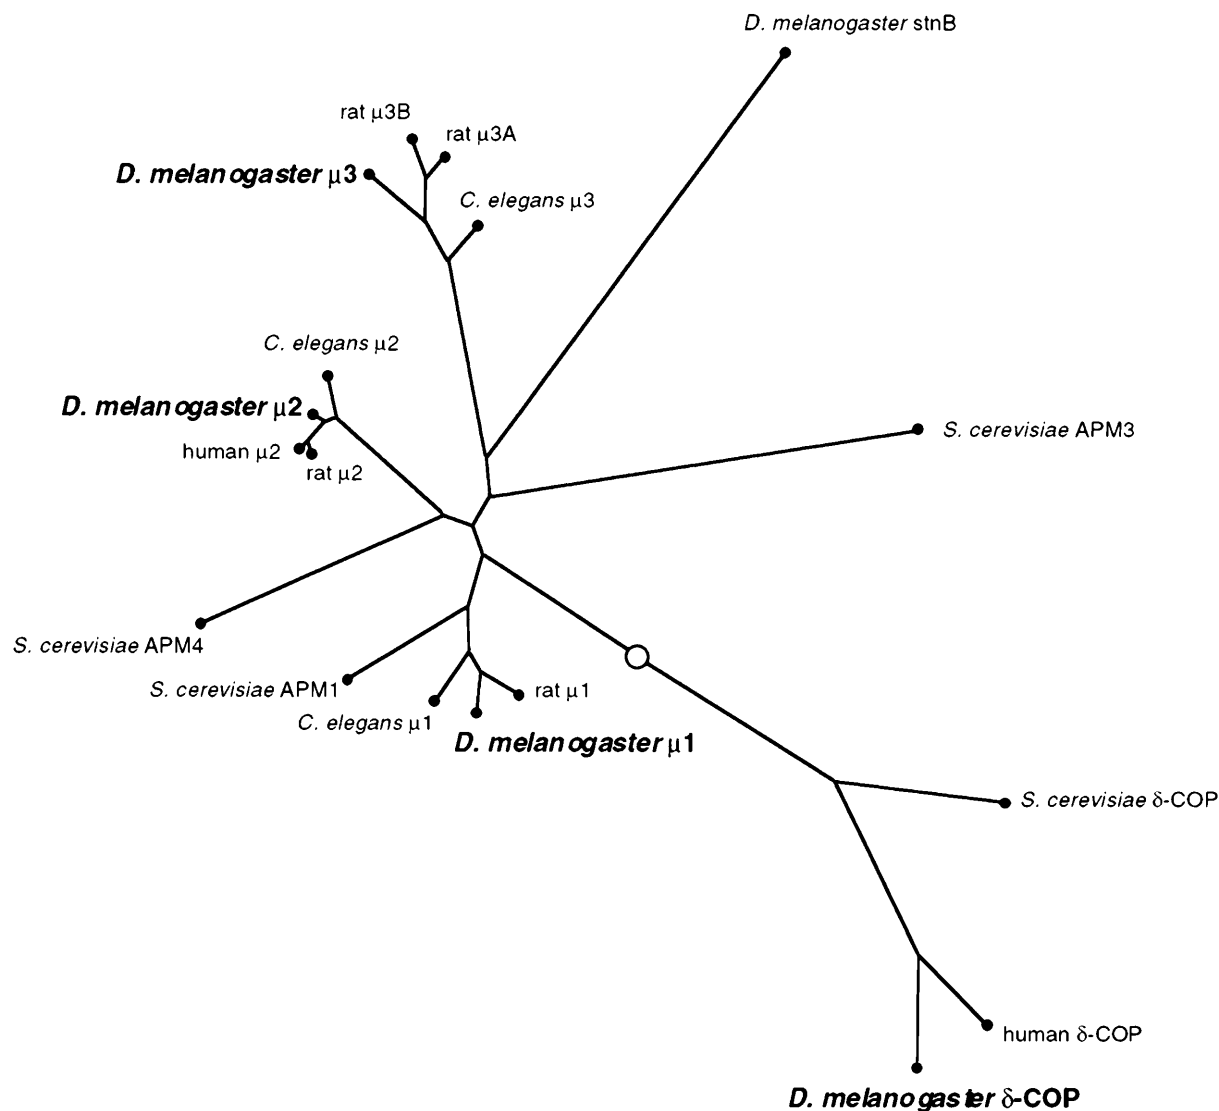 D. melanogaster stnB
rat μ3B
rat μ3A
D. melanogaster μ3
C. elegans μ3
C. elegans μ2
D. melanogaster μ2
human μ2
rat μ2
S. cerevisiae APM3
S. cerevisiae APM4
S. cerevisiae APM1
rat μ1
C. elegans μ1
D. melanogaster μ1
S. cerevisiae δ-COP
human δ-COP
D. melanogaster δ-COP